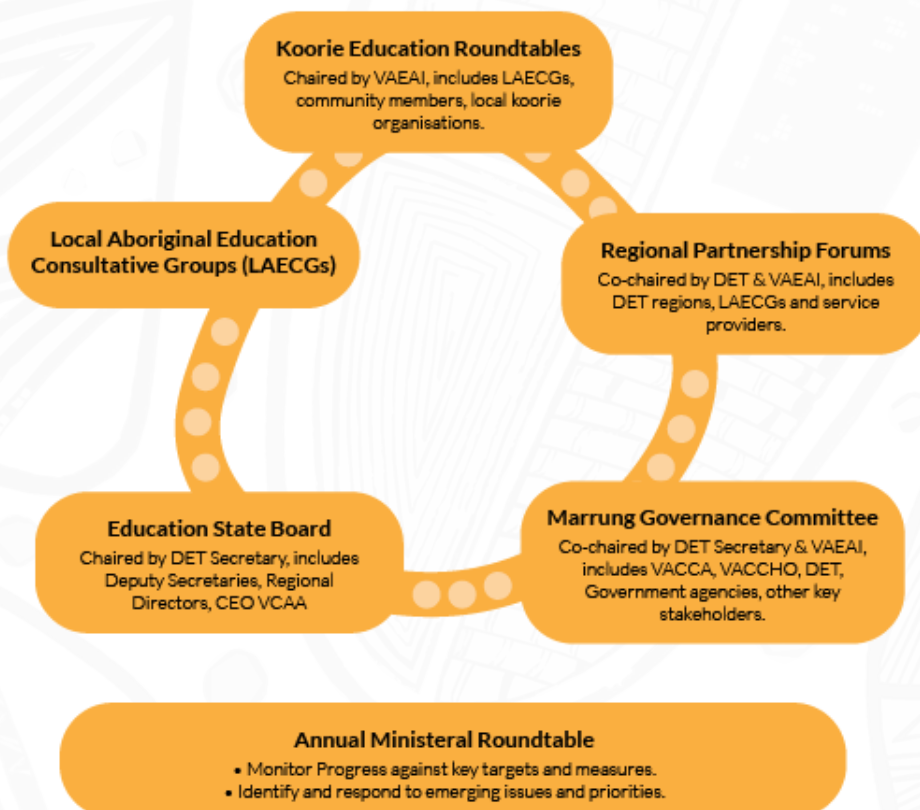 Koorie Education Roundtables
Chaired by VAEAI, includes LAECGs,
community members, local koorie
organisations.
Local Aboriginal Education
Consultative Groups (LAECGs)
Regional Partnership Forums
Co-chaired by DET & VAEAI, includes
DET regions, LAECGs and service
providers.
Education State Board
Chaired by DET Secretary, includes
Deputy Secretaries, Regional
Directors, CEO VCAA
Marrung Governance Committee
Co-chaired by DET Secretary & VAEAI,
includes VACCA, VACCHO, DET,
Government agencies, other key
stakeholders.
Annual Ministeral Roundtable
• Monitor Progress against key targets and measures.
• Identify and respond to emerging issues and priorities.